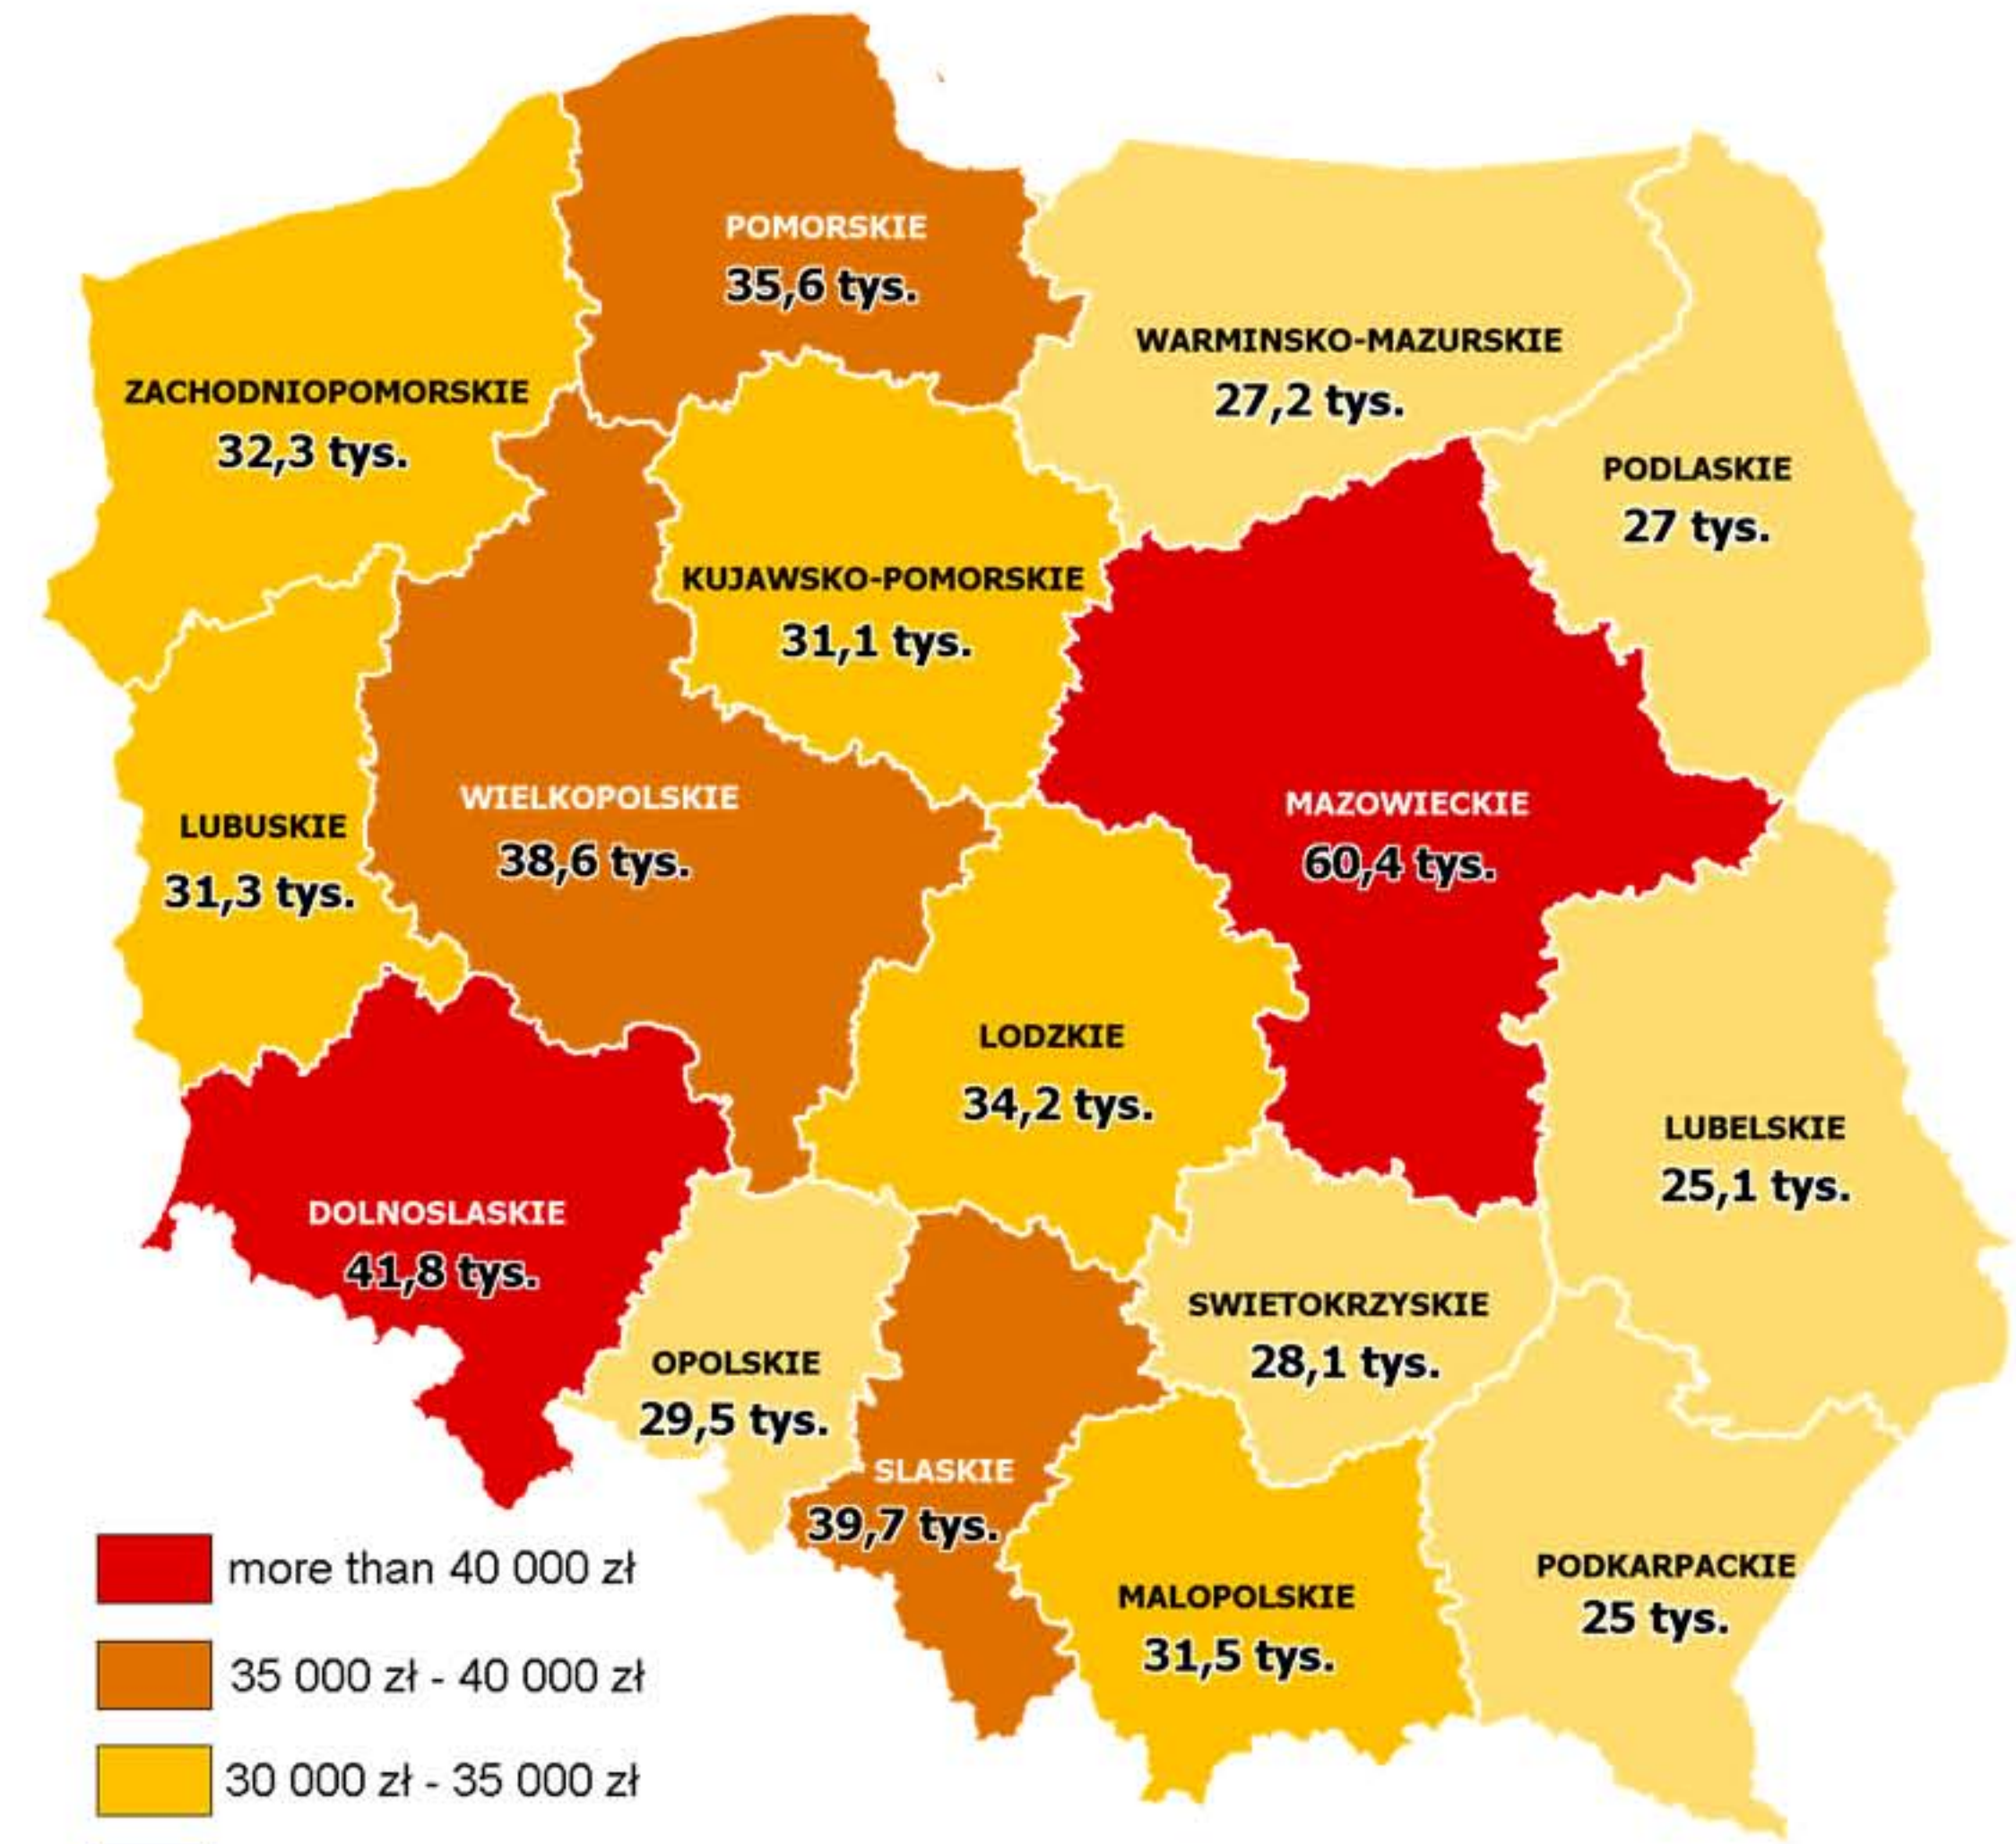 POMORSKIE
35,6 tys.
WARMINSKO-MAZURSKIE
27,2 tys.
ZACHODNIOPOMORSKIE
32,3 tys.
PODLASKIE
27 tys.
KUJAWSKO-POMORSKIE
31,1 tys.
WIELKOPOLSKIE
38,6 tys.
MAZOWIECKIE
60,4 tys.
LUBUSKIE
31,3 tys.
LODZKIE
34,2 tys.
LUBELSKIE
25,1 tys.
DOLNOSLASKIE
41,8 tys.
SWIETOKRZYSKIE
28,1 tys.
OPOLSKIE
29,5 tys.
SLASKIE
39,7 tys.
PODKARPACKIE
25 tys.
MALOPOLSKIE
31,5 tys.
more than 40 000 zł
35 000 zł - 40 000 zł
30 000 zł - 35 000 zł